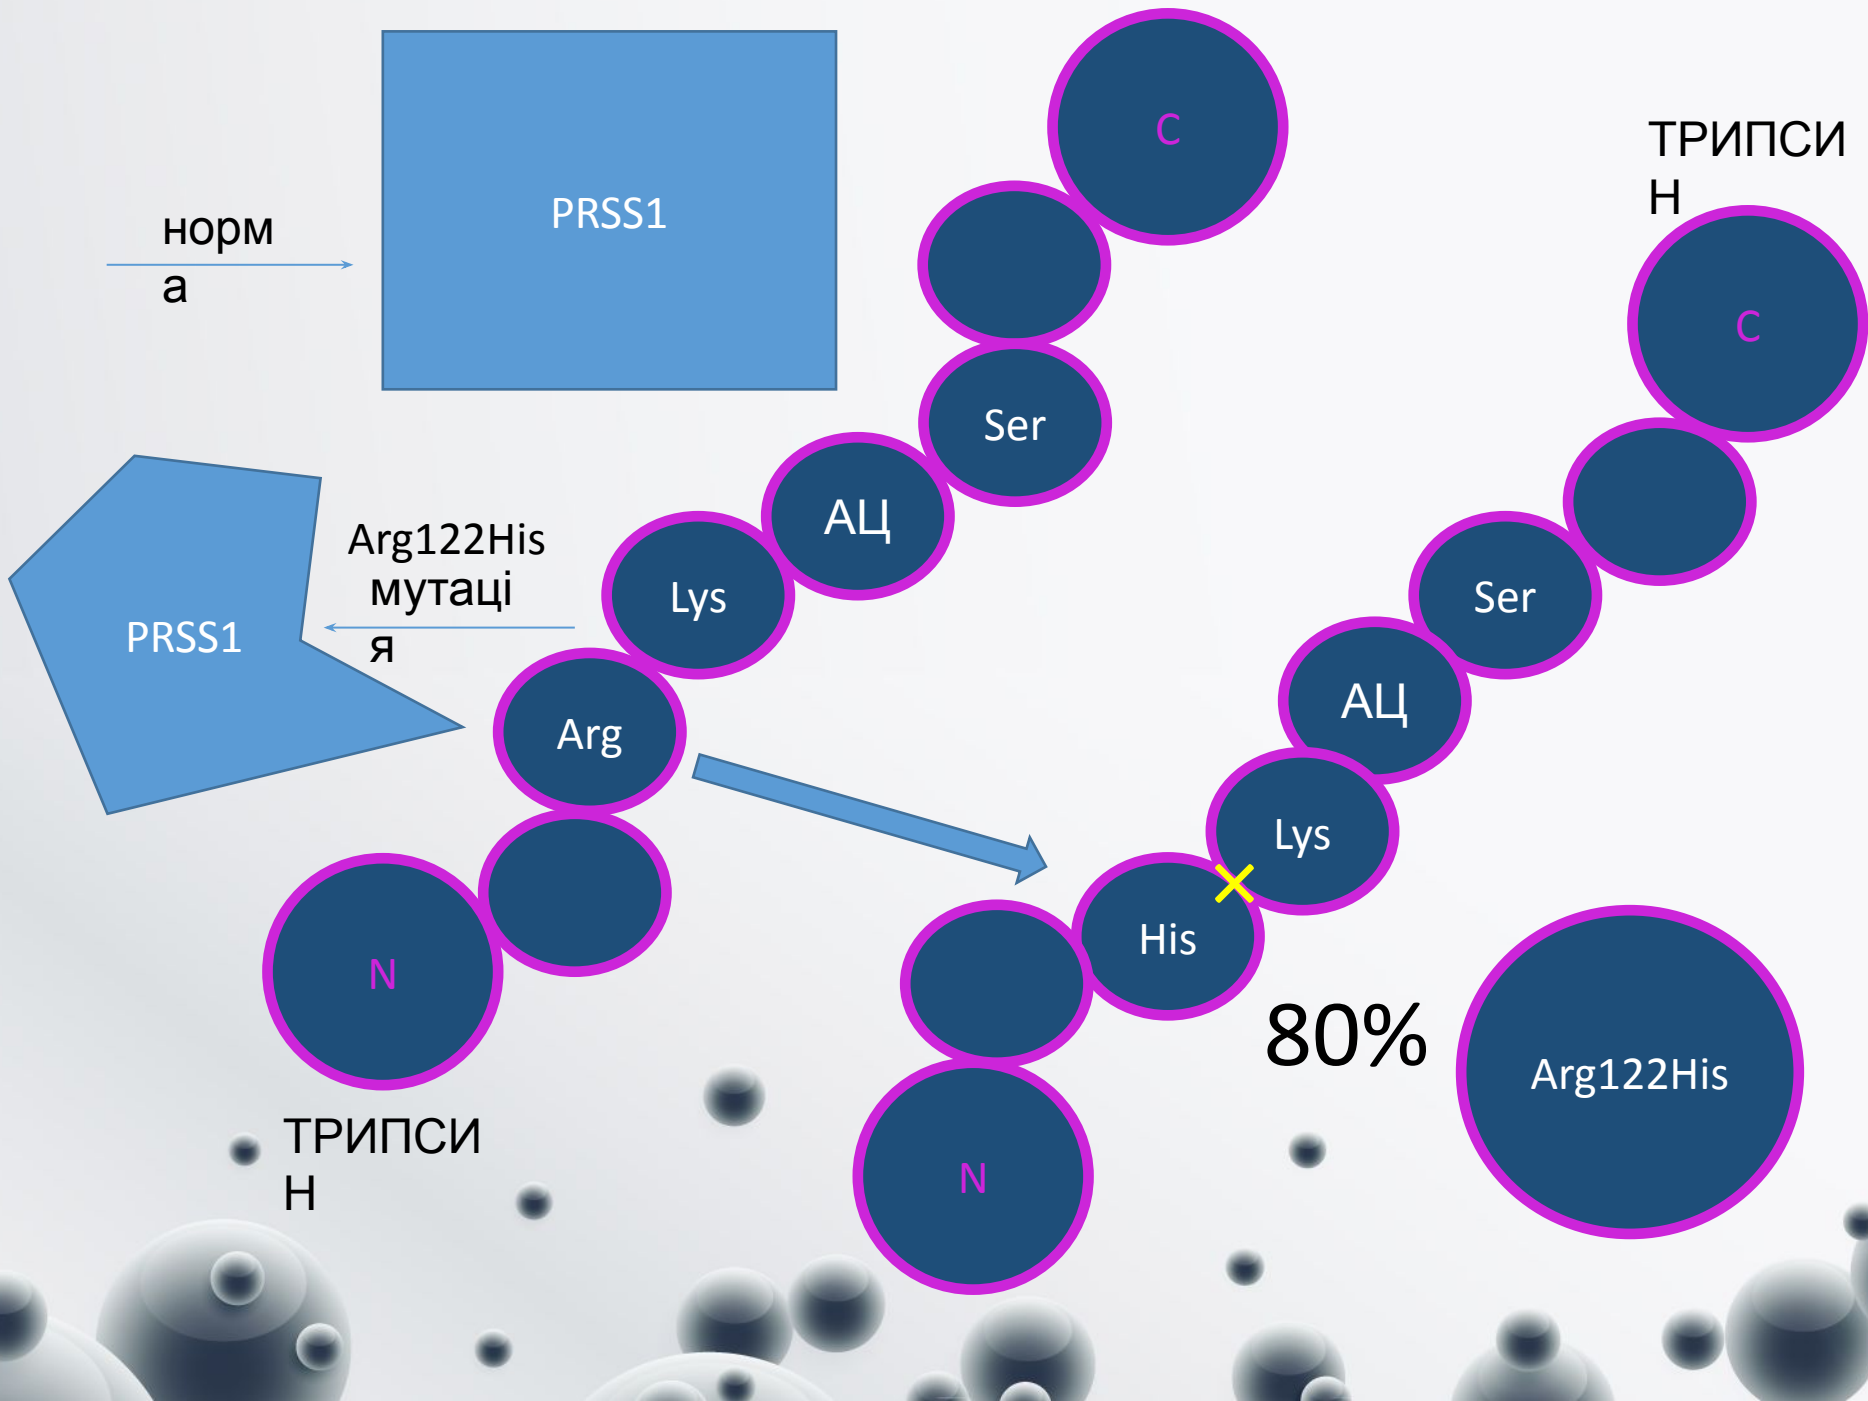 C
ТРИПСИ
Н
норм
а
PRSS1
C
Ser
АЦ
Arg122His
мутаці
я
Lys
Ser
PRSS1
АЦ
Arg
Lys
His
N
80%
Arg122His
ТРИПСИ
Н
N